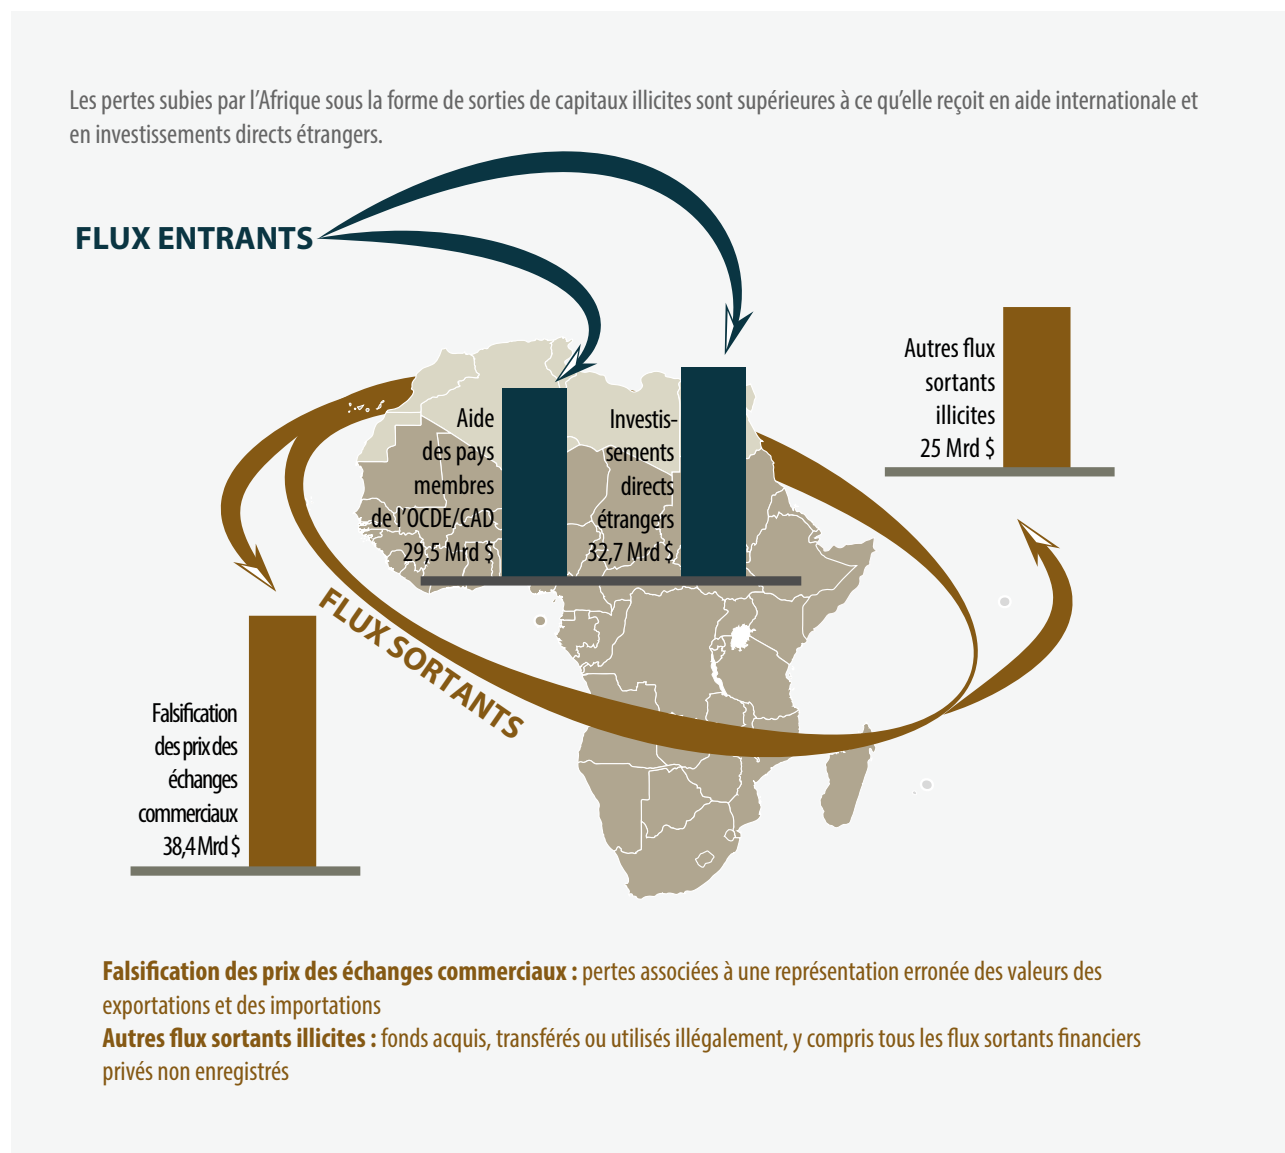 Les pertes subies par l’Afrique sous la forme de sorties de capitaux illicites sont supérieures à ce qu’elle reçoit en aide internationale et
en investissements directs étrangers.
FLUX ENTRANTS
Autres flux
sortants
illicites
25 Mrd $
Aide
des pays
membres
de l’OCDE/CAD
29,5 Mrd $
Investis-
sements
directs
étrangers
32,7 Mrd $
FLUX SORTANTS
Falsification
des prix des
échanges
commerciaux
38,4 Mrd $
Falsification des prix des échanges commerciaux : pertes associées à une représentation erronée des valeurs des
exportations et des importations
Autres flux sortants illicites : fonds acquis, transférés ou utilisés illégalement, y compris tous les flux sortants financiers
privés non enregistrés